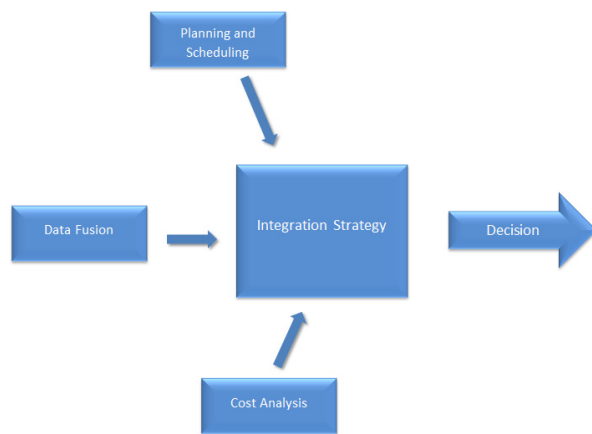 Planning and
Scheduling
Data Fusion
Integration Strategy
Decision
Cost Analysis